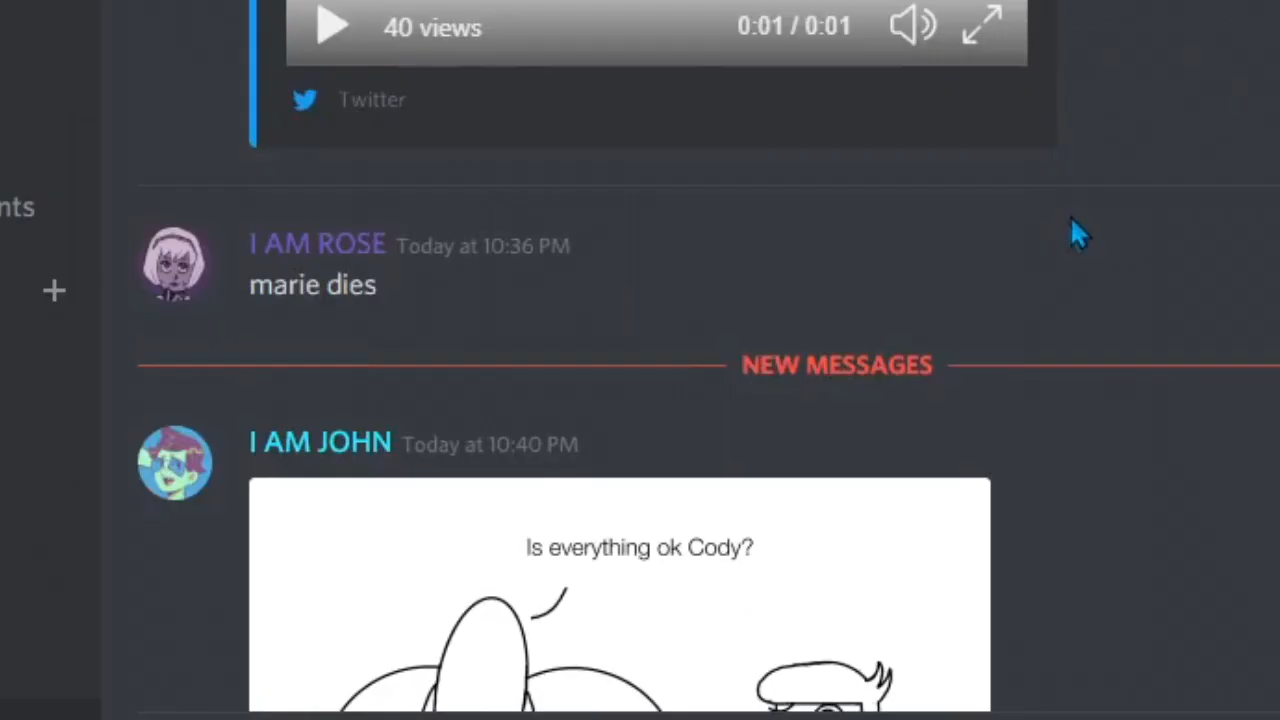 40 views 0:01 / 0:01
Twitter
nts
I AM ROSE Today at 10:36 PM
marie dies
NEW MESSAGES
I AM JOHN Today at 10:40 PM
Is everything ok Cody?